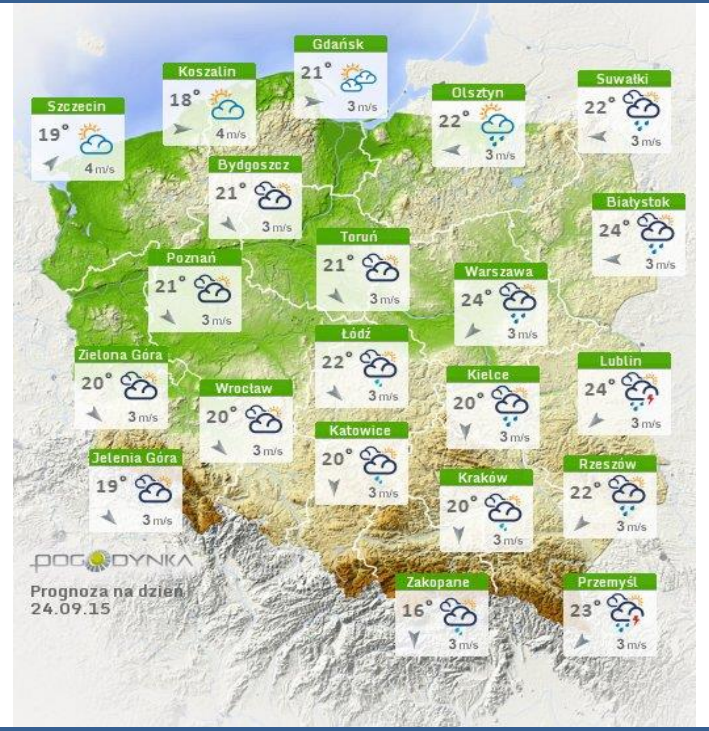 Gdańsk
21°
3 m/s
Koszalin
18°
4 m/s
Szczecin
19°
4 m/s
Olsztyn
22°
3 m/s
Suwałki
22°
3 m/s
Bydgoszcz
21°
3 m/s
Białystok
24°
3 m/s
Toruń
21°
3 m/s
Poznań
21°
3 m/s
Warszawa
24°
3 m/s
Łódź
22°
3 m/s
Zielona Góra
20°
3 m/s
Wrocław
20°
3 m/s
Kielce
20°
3 m/s
Lublin
24°
3 m/s
Katowice
20°
3 m/s
Jelenia Góra
19°
3 m/s
Kraków
20°
3 m/s
Rzeszów
22°
3 m/s
POGODYNKA
Prognoza na dzień
24.09.15
Zakopane
16°
3 m/s
Przemyśl
23°
3 m/s